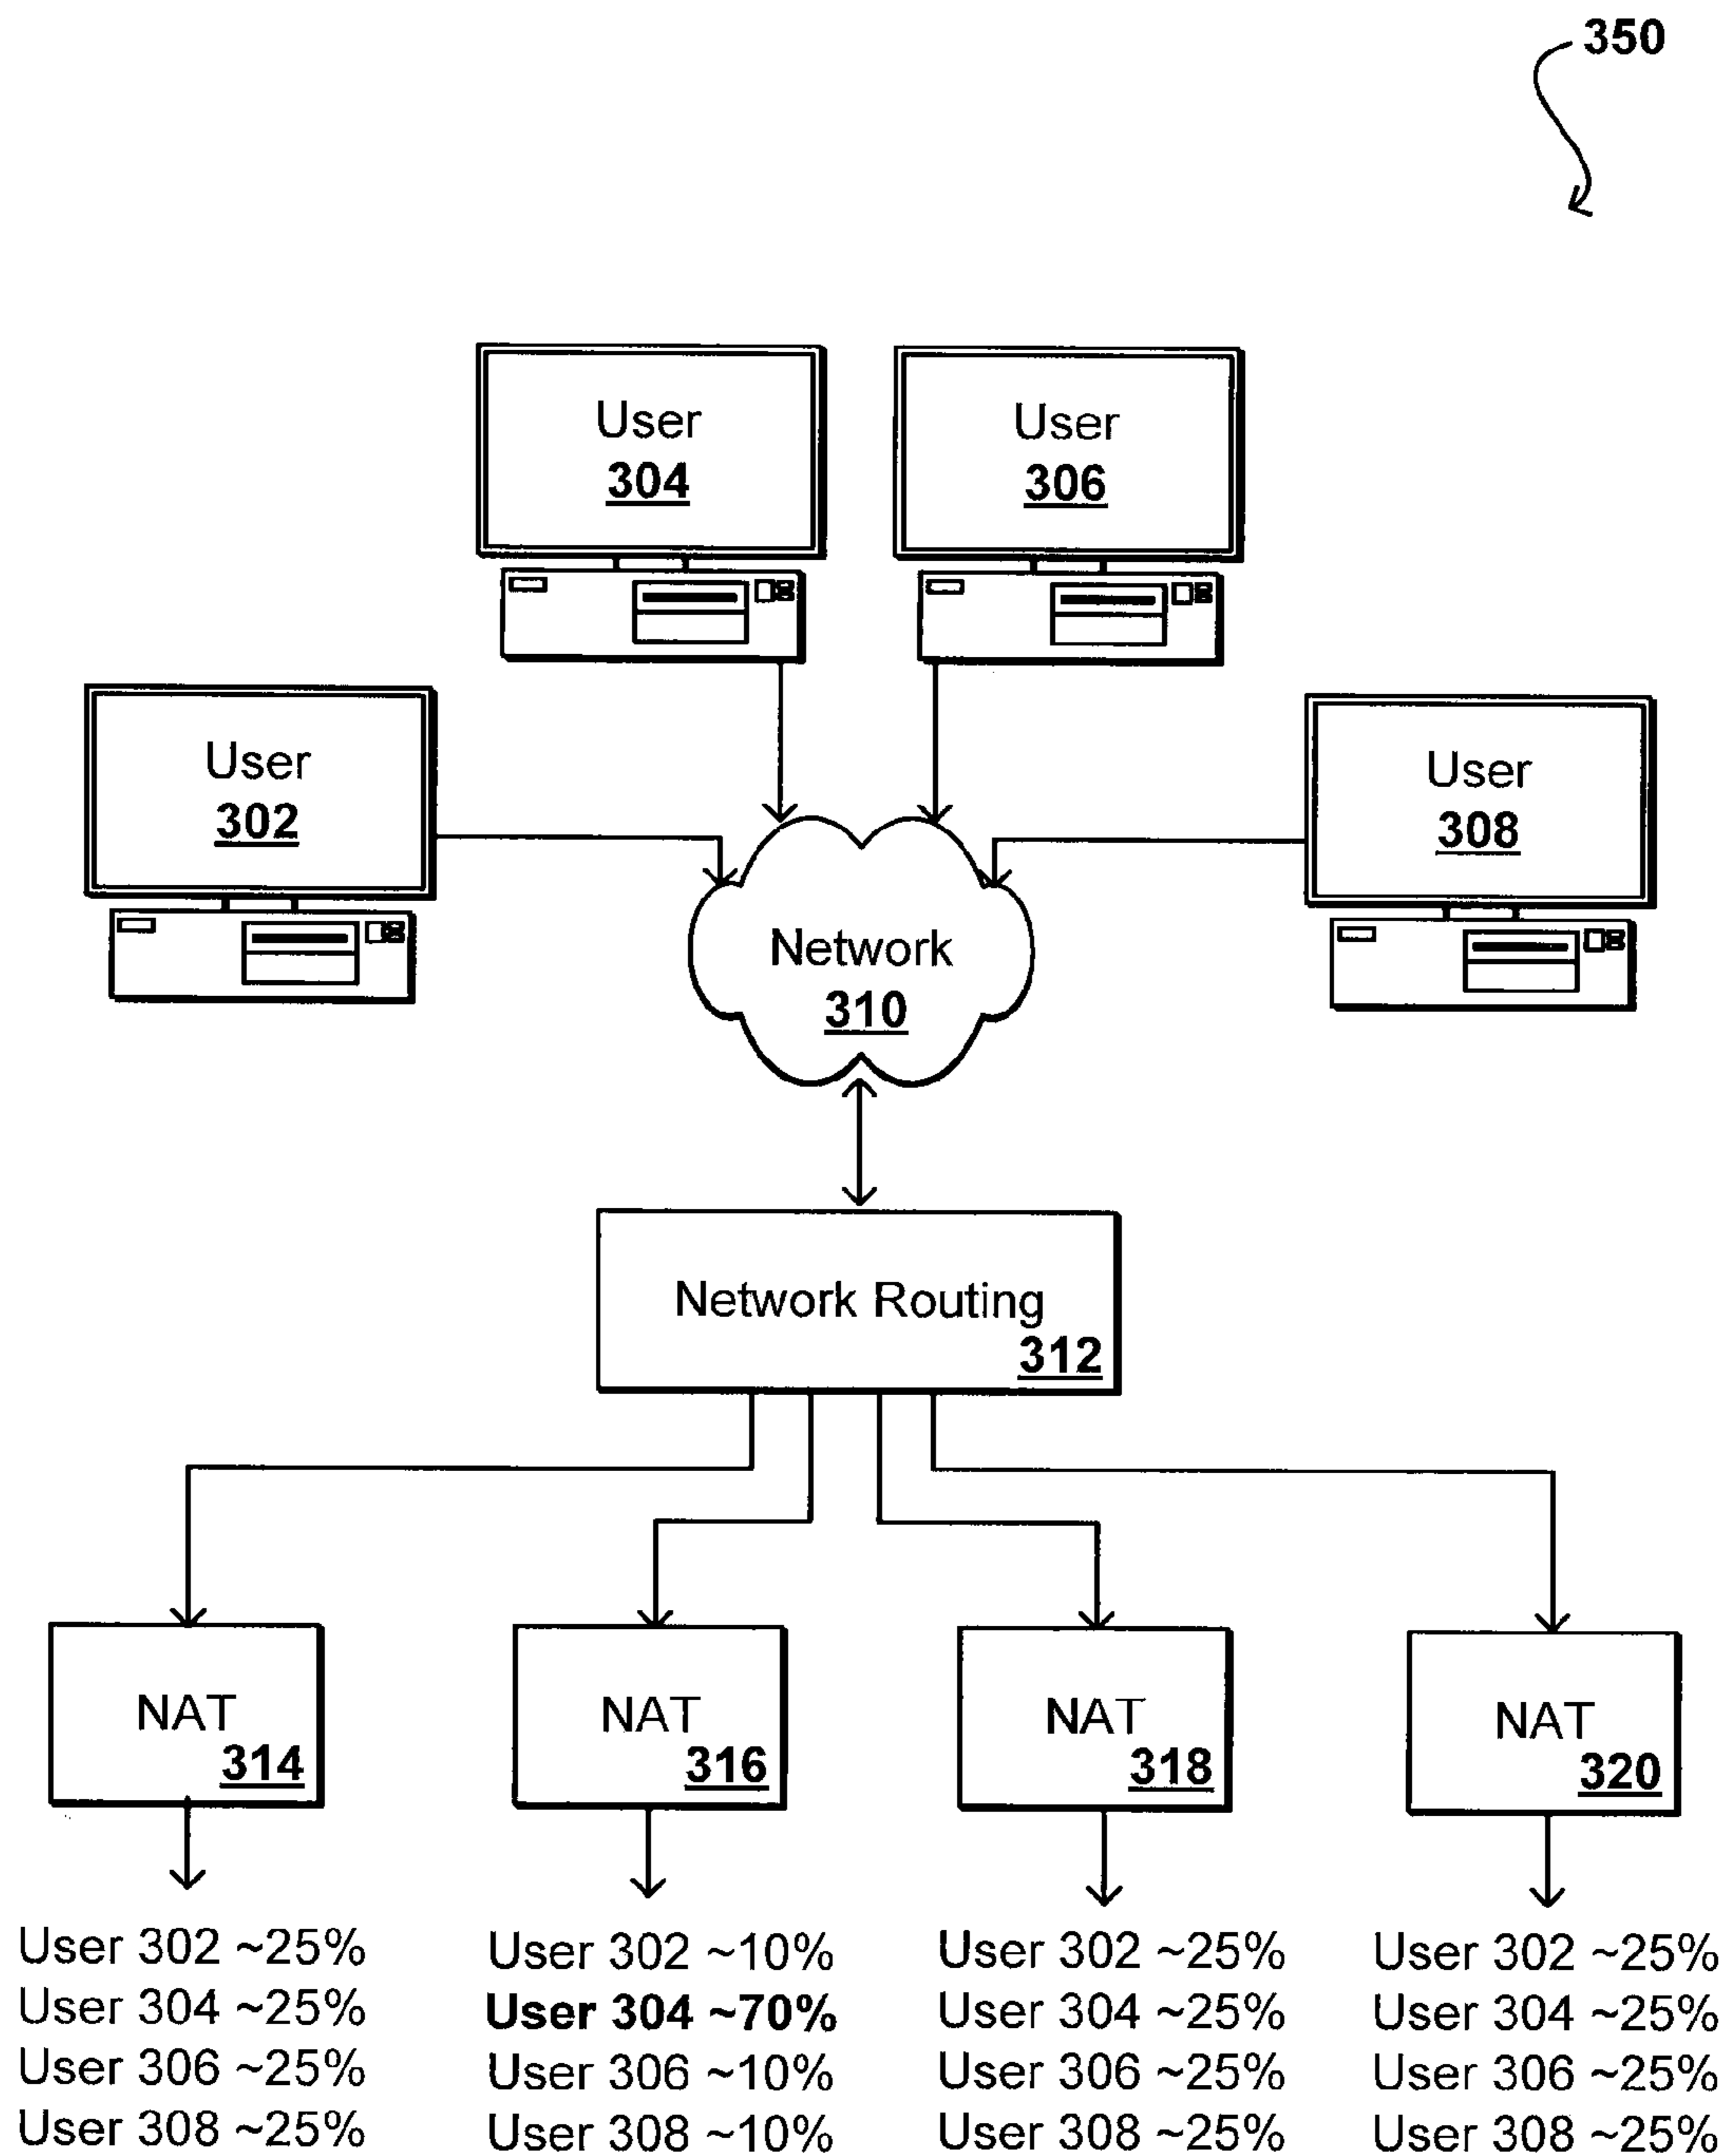 350
User
304
User
306
User
302
User
308
Network
310
Network Routing
312
NAT
314
NAT
316
NAT
318
NAT
320
User 302 ~25%
User 304 ~25%
User 306 ~25%
User 308 ~25%
User 302 ~10%
User 304 ~70%
User 306 ~10%
User 308 ~10%
User 302 ~25%
User 304 ~25%
User 306 ~25%
User 308 ~25%
User 302 ~25%
User 304 ~25%
User 306 ~25%
User 308 ~25%